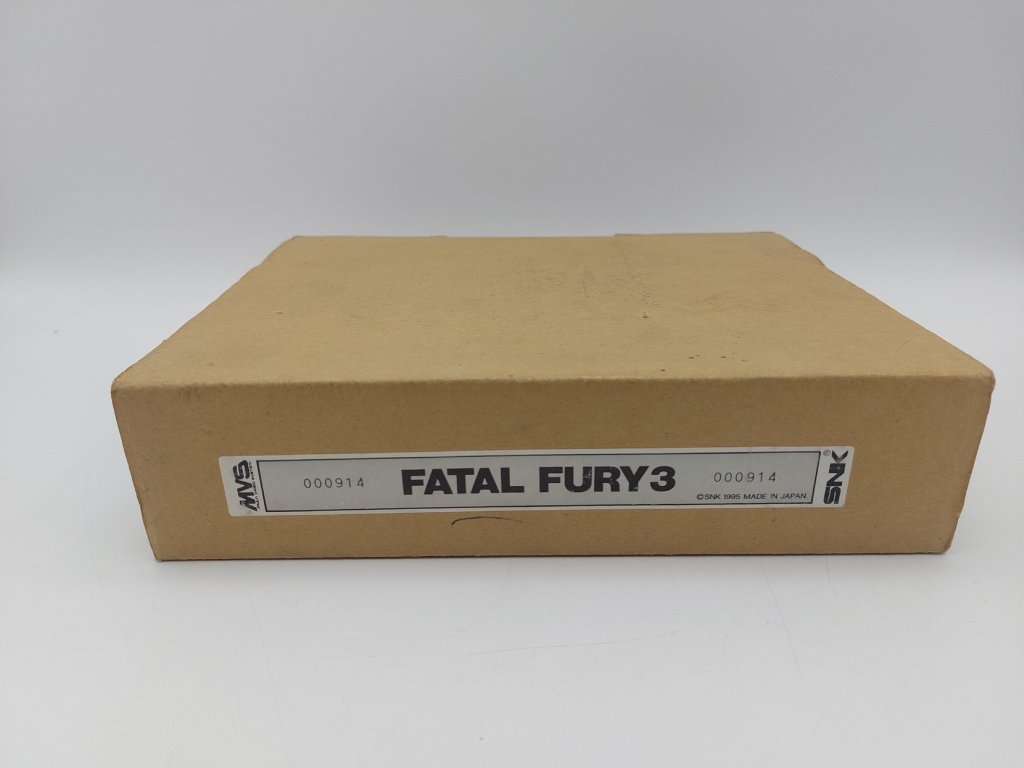 MVS
000914
FATAL FURY3
000914
©SNK 1995 MADE IN JAPAN.
SNK®